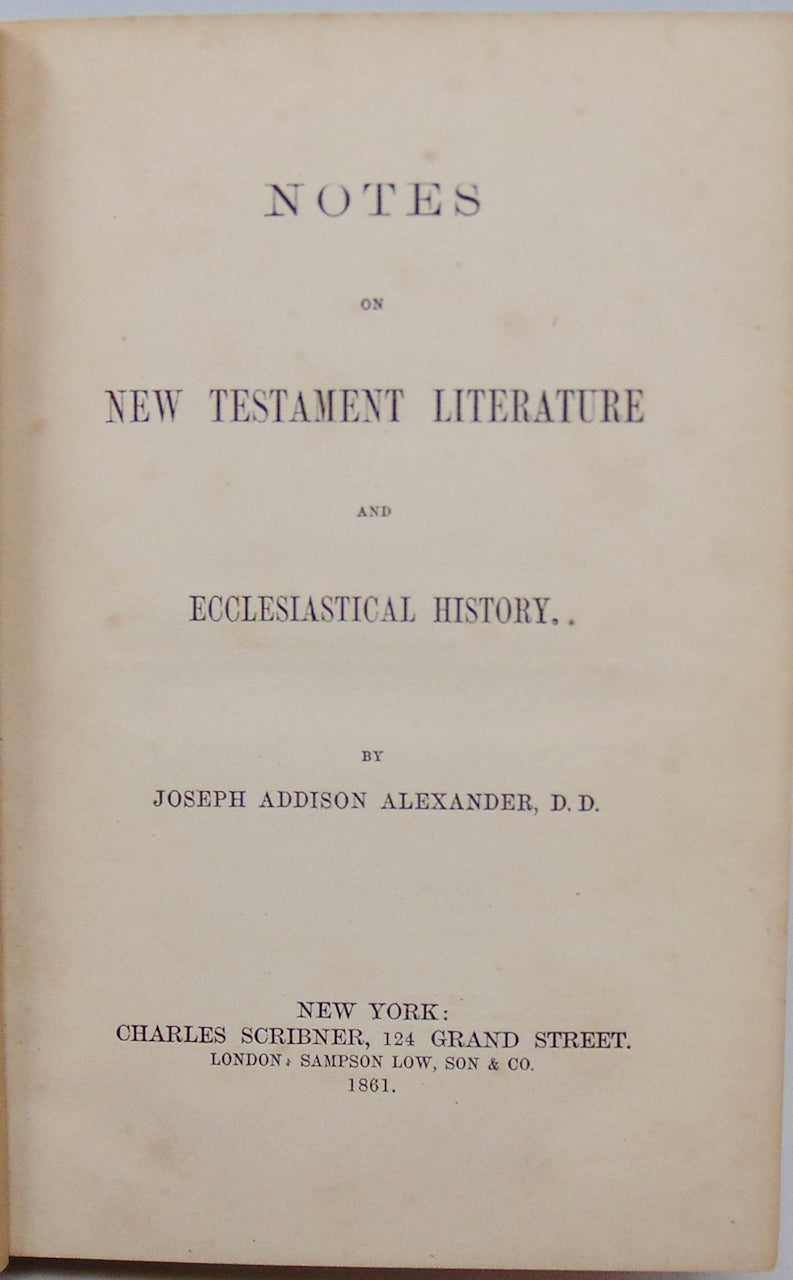 NOTES
ON
NEW TESTAMENT LITERATURE
AND
ECCLESIASTICAL HISTORY..
BY
JOSEPH ADDISON ALEXANDER, D. D.
NEW YORK:
CHARLES SCRIBNER, 124 GRAND STREET.
LONDON: SAMPSON LOW, SON & CO.
1861.